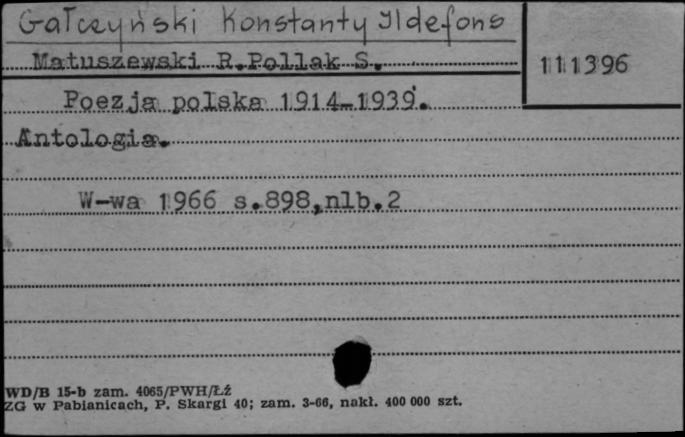 Gałczyński Konstanty Ildefons
Matuszewski R.Pollak S.
111396
Poezja polska 1914-1939.
Antologia.
W-wa 1966 s.898,nlb.2
WD/B 15-b zam. 4065/PWH/Łź
ZG w Pabianicach, P. Skargi 40; zam. 3-66, nakł. 400 000 szt.